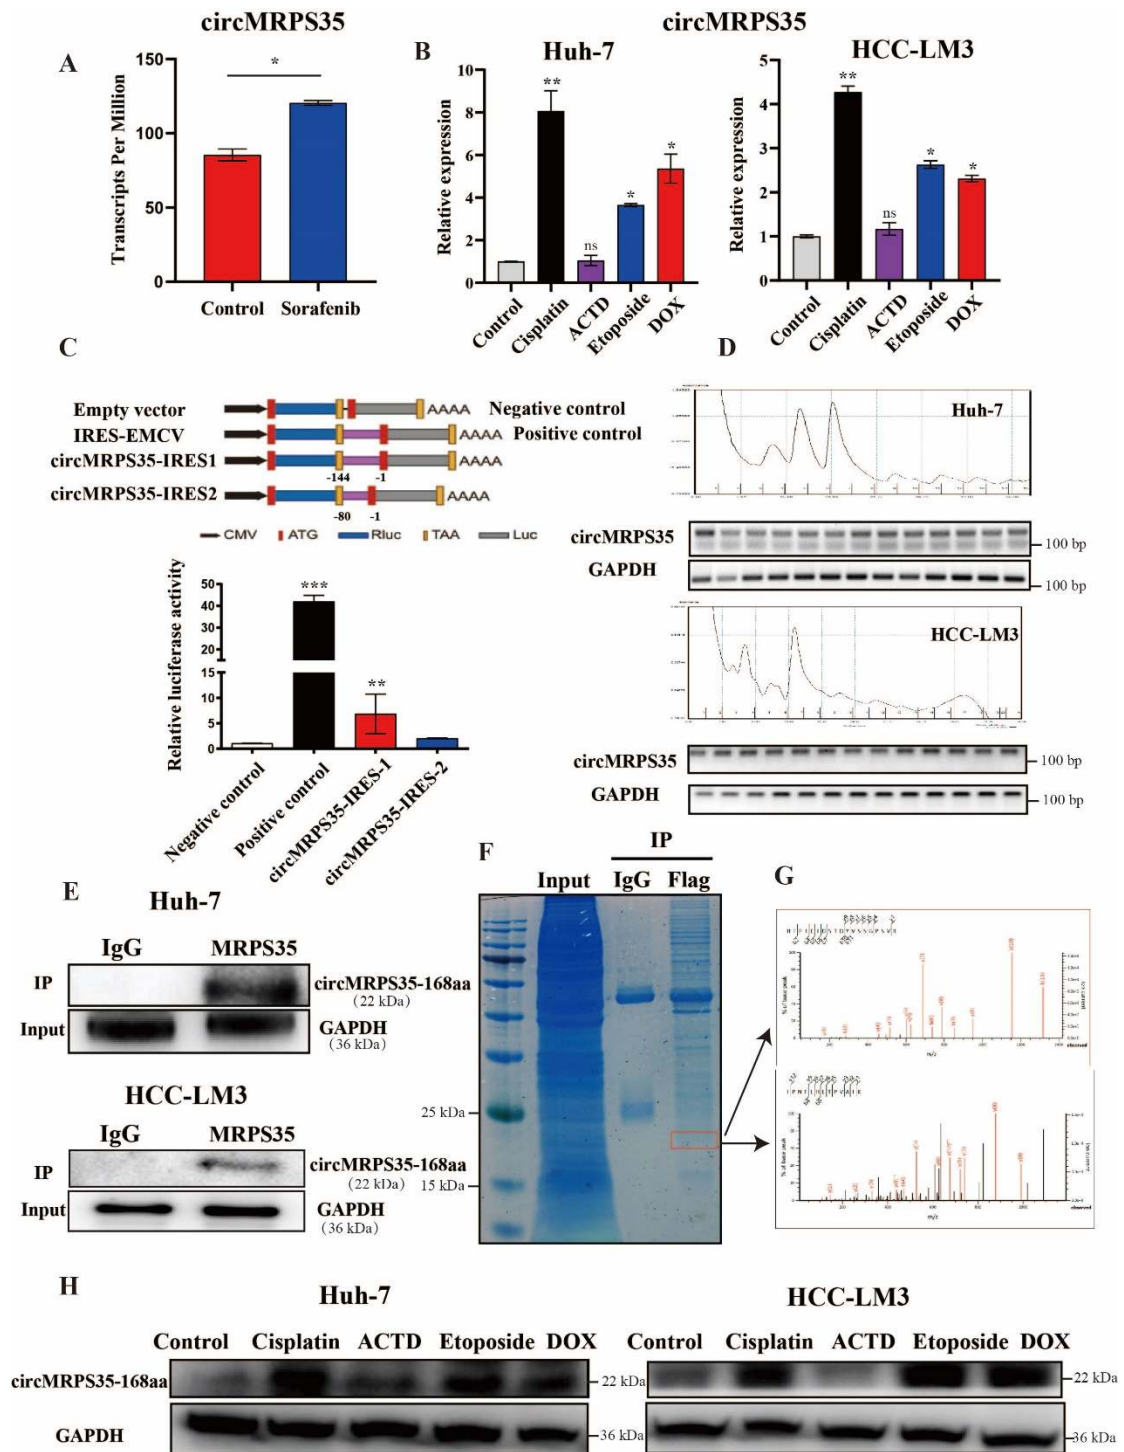 circMRPS35
circMRPS35
A
B
Huh-7
HCC-LM3
Transcripts Per Million
150
100
50
0
*
Control
Sorafenib
Relative expression
10
8
6
4
2
0
**
ns
*
*
Control
Cisplatin
ACTD
Etoposide
DOX
Relative expression
5
4
3
2
1
0
**
ns
*
*
Control
Cisplatin
ACTD
Etoposide
DOX
C
Empty vector AAAA Negative control
IRES-EMCV AAAA Positive control
circMRPS35-IRES1 AAAA
-144 -1
circMRPS35-IRES2 AAAA
-80 -1
CMV ATG Rluc TAA Luc
Relative luciferase activity
50
40
30
20
15
10
5
0
***
**
Negative control
Positive control
circMRPS35-IRES-1
circMRPS35-IRES-2
D
Huh-7
circMRPS35
100 bp
GAPDH
100 bp
HCC-LM3
circMRPS35
100 bp
GAPDH
100 bp
E
Huh-7
IgG MRPS35
IP circMRPS35-168aa
(22 kDa)
Input GAPDH
(36 kDa)
HCC-LM3
IgG MRPS35
IP circMRPS35-168aa
(22 kDa)
Input GAPDH
(36 kDa)
F
IP
Input IgG Flag
25 kDa
15 kDa
G
% of base peak
m/z
observed
m/z
observed
H
Huh-7
HCC-LM3
Control Cisplatin ACTD Etoposide DOX
Control Cisplatin ACTD Etoposide DOX
circMRPS35-168aa
22 kDa
22 kDa
GAPDH
36 kDa
36 kDa